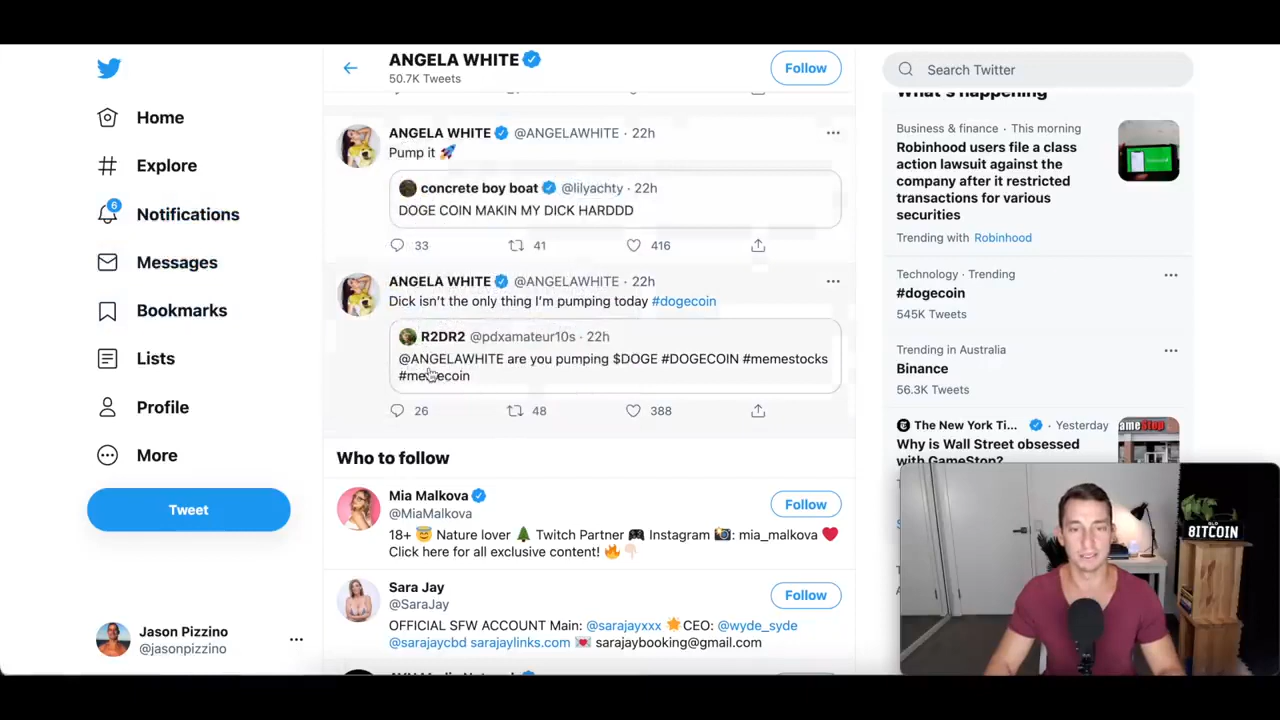 Home
Explore
6
Notifications
Messages
Bookmarks
Lists
Profile
More
Tweet
Jason Pizzino
@jasonpizzino
ANGELA WHITE
50.7K Tweets
Follow
ANGELA WHITE @ANGELAWHITE · 22h
Pump it 🚀
concrete boy boat @lilyachty · 22h
DOGE COIN MAKIN MY DICK HARDDD
33 41 416
ANGELA WHITE @ANGELAWHITE · 22h
Dick isn't the only thing I'm pumping today #dogecoin
R2DR2 @pdxamateur10s · 22h
@ANGELAWHITE are you pumping $DOGE #DOGECOIN #memestocks
26 48 388
Who to follow
Mia Malkova
@MiaMalkova
Follow
18+ 😇 Nature lover 🌲 Twitch Partner 🎮 Instagram 📸: mia_malkova ❤️
Click here for all exclusive content! 🔥👇🏻
Sara Jay
@SaraJay
Follow
OFFICIAL SFW ACCOUNT Main: @sarajayxxx 🌟CEO: @wyde_syde
@sarajaycbd sarajaylinks.com 💌 sarajaybooking@gmail.com
Search Twitter
What's happening
Business & finance · This morning
Robinhood users file a class
action lawsuit against the
company after it restricted
transactions for various
securities
Trending with Robinhood
Technology · Trending
#dogecoin
545K Tweets
Trending in Australia
Binance
56.3K Tweets
The New York Ti... · Yesterday
Why is Wall Street obsessed
with GameStop?
GameStop
BITCOIN